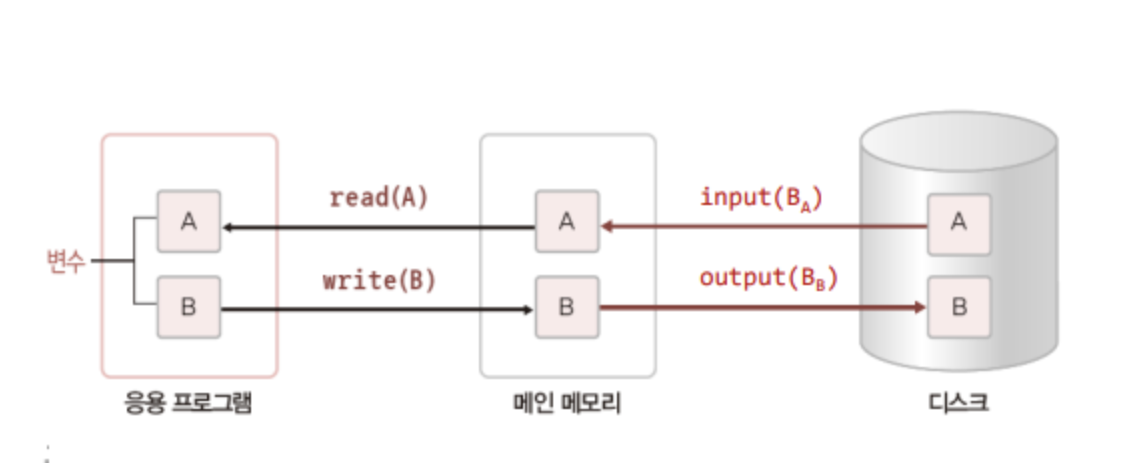 read(A)
input(B_A)
A
A
A
변수
write(B)
output(B_B)
B
B
B
응용 프로그램
메인 메모리
디스크